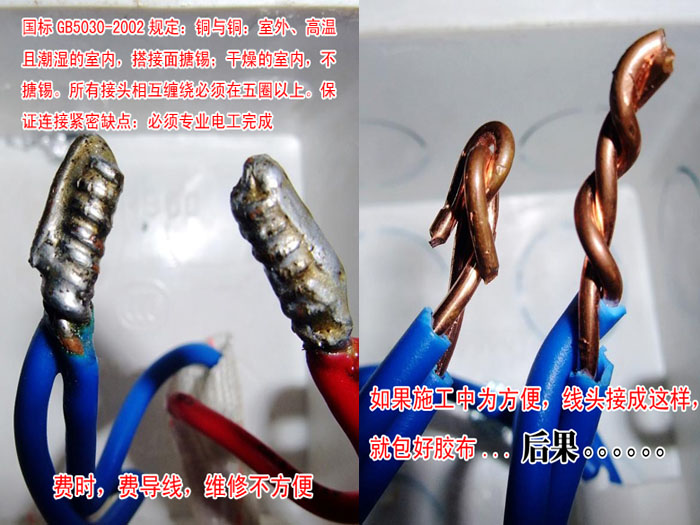 国标 GB5030-2002 规定：铜与铜：室外、高温
且潮湿的室内，搭接面搪锡；干燥的室内，不
搪锡。所有接头相互缠绕必须在五圈以上。保
证连接紧密缺点：必须专业电工完成
费时，费导线，维修不方便
如果施工中为方便，线头接成这样，
就包好胶布...后果。。。。。。